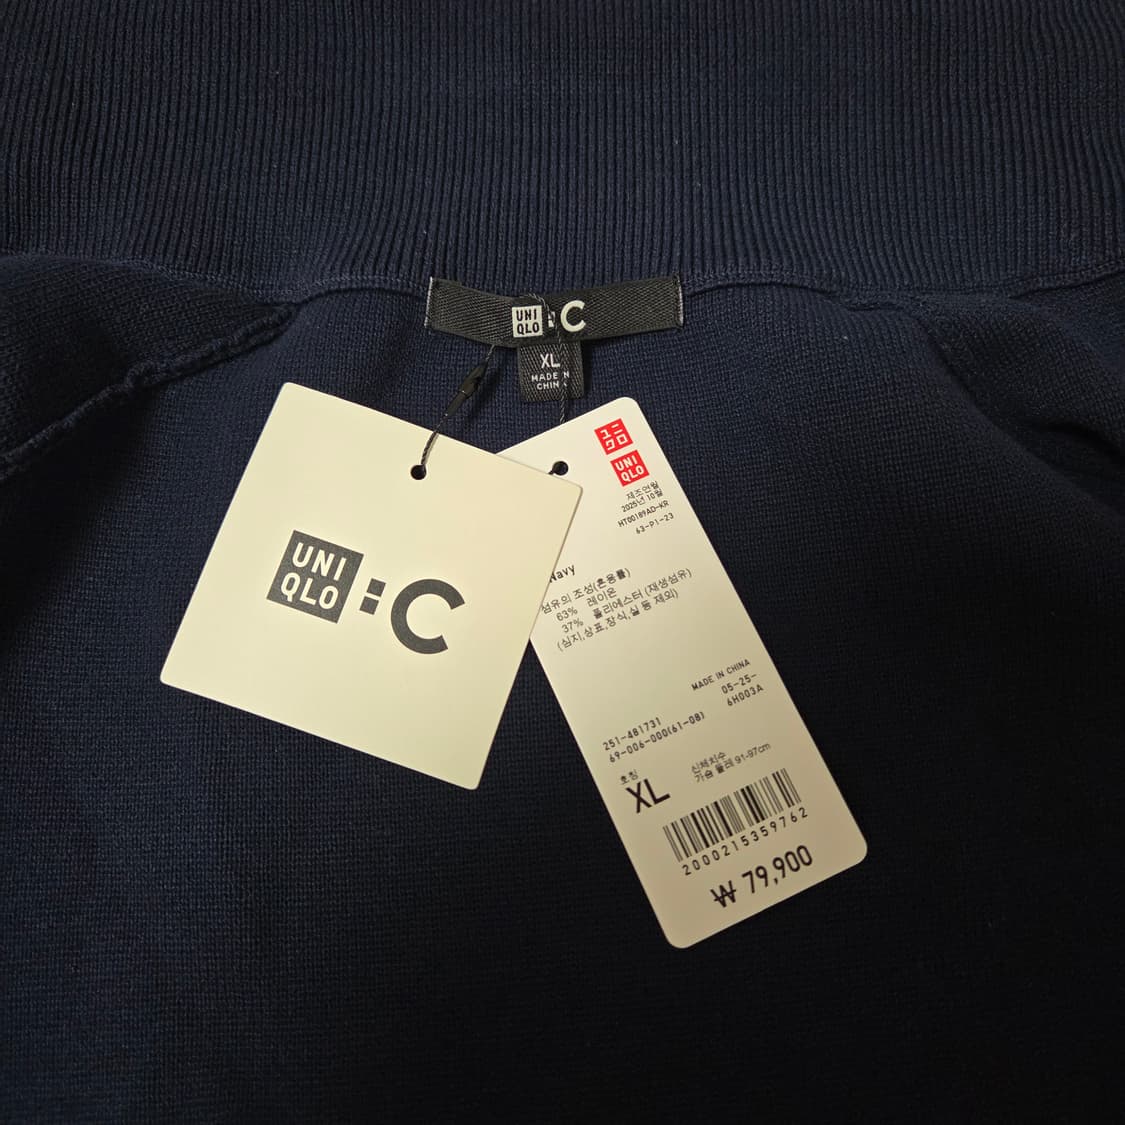 UNI
QLO
: C
XL
MADE IN
CHINA
UNI
QLO : C
ユニ
クロ
UNI
QLO
제조연월
2025년 10월
HT00189AD-KR
63-P1-23
Navy
섬유의 조성(혼용률)
63% 레이온
37% 폴리에스터 (재생섬유)
(심지,상표,장식,실 등 제외)
MADE IN CHINA
05-25-
6H003A
251-481731
69-006-000(61-08)
호칭
XL
신체치수
가슴 둘레 91-97cm
2000215359762
₩ 79,900